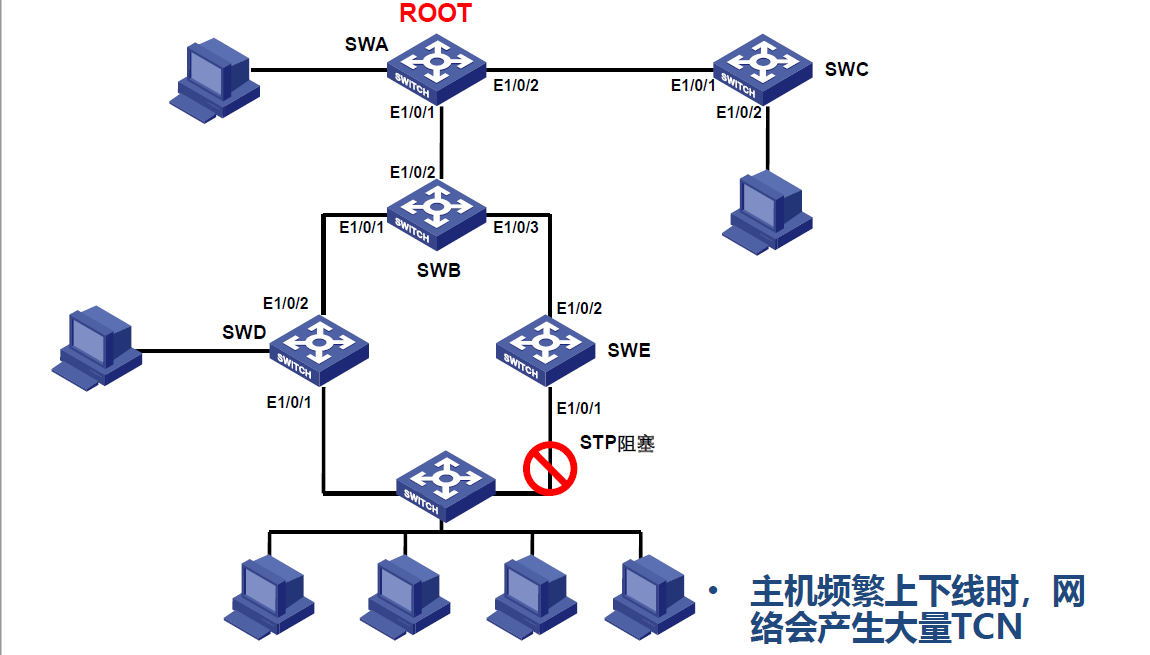 ROOT
SWA
SWITCH
E1/0/2
E1/0/1
SWITCH
SWC
E1/0/1
E1/0/2
E1/0/2
E1/0/1
SWITCH
E1/0/3
SWB
E1/0/2
E1/0/2
SWD
SWITCH
SWITCH
SWE
E1/0/1
E1/0/1
STP阻塞
SWITCH
• 主机频繁上下线时，网
络会产生大量TCN